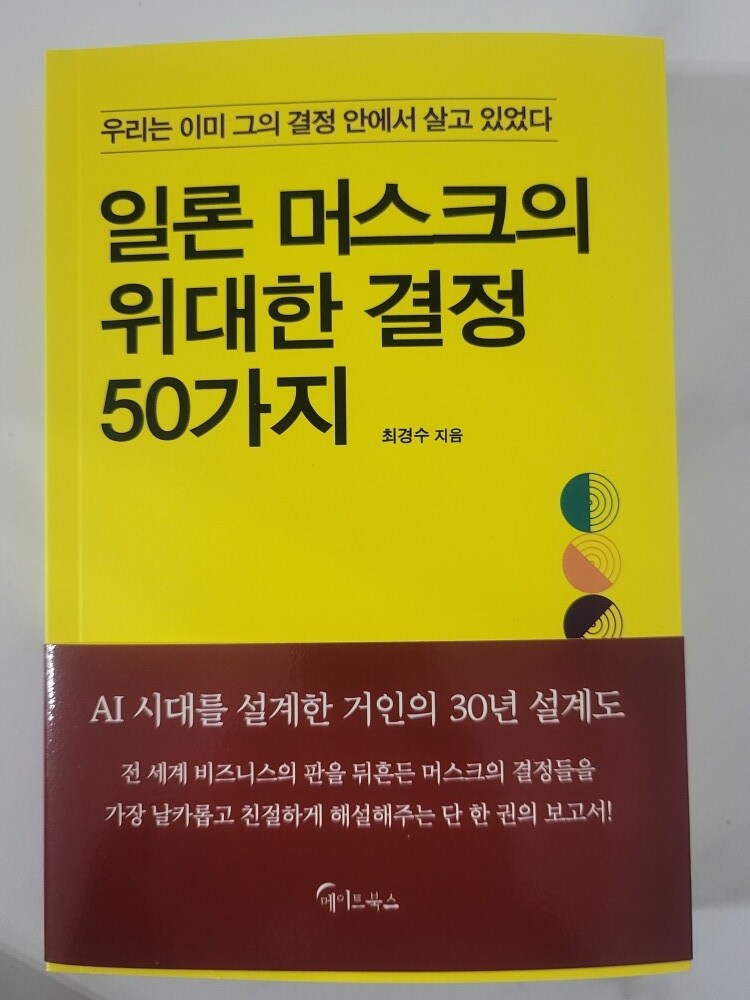 우리는 이미 그의 결정 안에서 살고 있었다
일론 머스크의
위대한 결정
50가지
최경수 지음
AI 시대를 설계한 거인의 30년 설계도
전 세계 비즈니스의 판을 뒤흔든 머스크의 결정들을
가장 날카롭고 친절하게 해설해주는 단 한 권의 보고서!
메이트북스